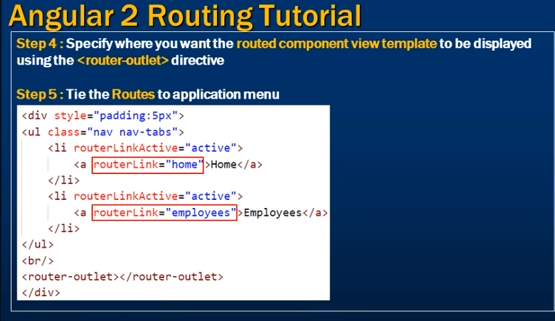 Angular 2 Routing Tutorial
Step 4 : Specify where you want the routed component view template to be displayed
using the <router-outlet> directive
Step 5 : Tie the Routes to application menu
<div style="padding:5px">
<ul class="nav nav-tabs">
<li routerLinkActive="active">
<a routerLink="home">Home</a>
</li>
<li routerLinkActive="active">
<a routerLink="employees">Employees</a>
</li>
</ul>
<br/>
<router-outlet></router-outlet>
</div>